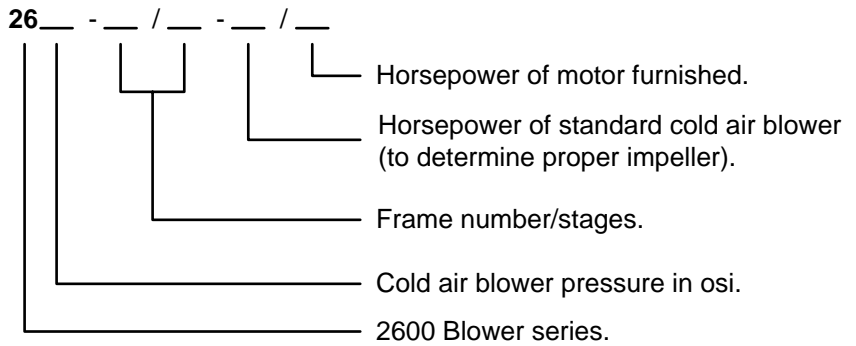 26__ - __ / __ - __ / __
Horsepower of motor furnished.
Horsepower of standard cold air blower
(to determine proper impeller).
Frame number/stages.
Cold air blower pressure in osi.
2600 Blower series.